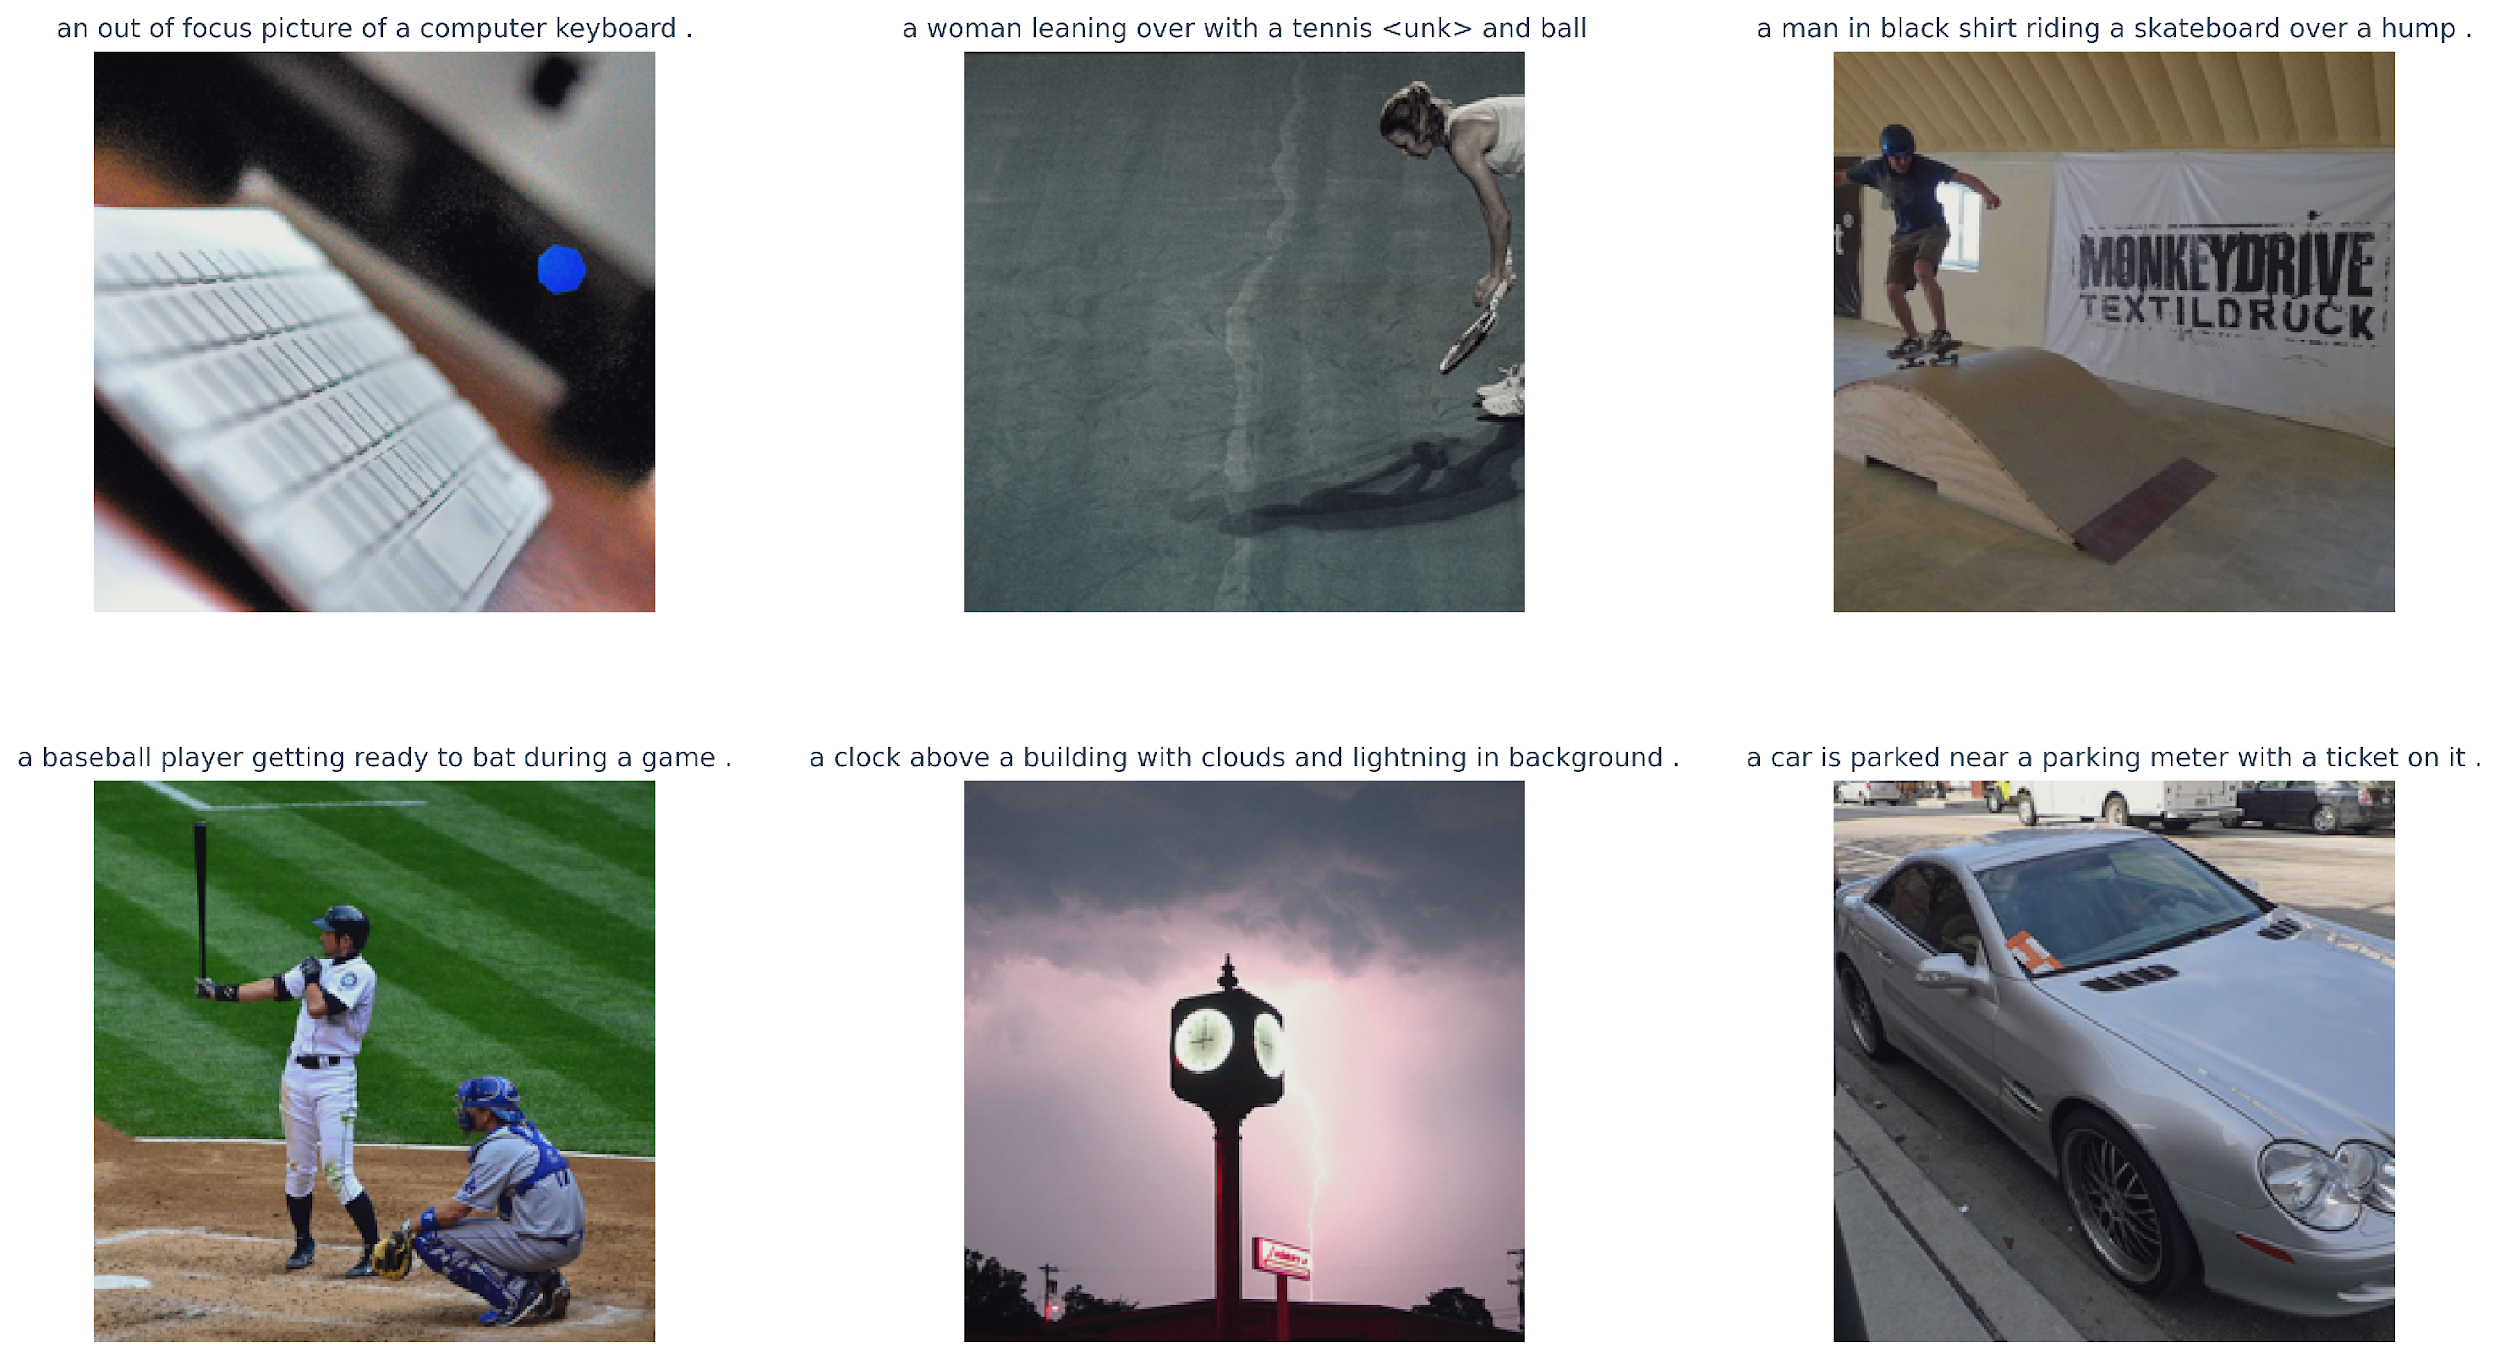 an out of focus picture of a computer keyboard .
a woman leaning over with a tennis <unk> and ball
a man in black shirt riding a skateboard over a hump .
MONKEYDRIVE
TEXTILDRUCK
a baseball player getting ready to bat during a game .
a clock above a building with clouds and lightning in background .
a car is parked near a parking meter with a ticket on it .
17